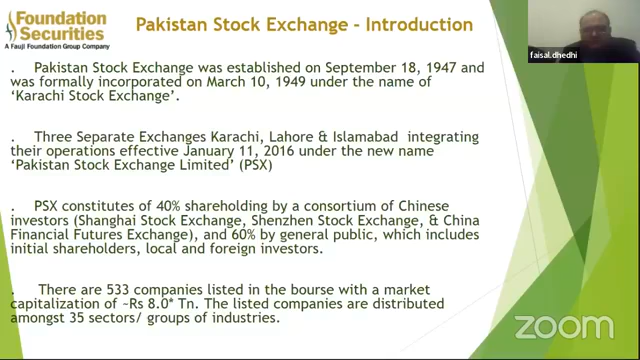 Foundation
Securities
A Fauji Foundation Group Company
Pakistan Stock Exchange - Introduction
faisal.dhedhi
. Pakistan Stock Exchange was established on September 18, 1947 and
was formally incorporated on March 10, 1949 under the name of
‘Karachi Stock Exchange’.
. Three Separate Exchanges Karachi, Lahore & Islamabad integrating
their operations effective January 11, 2016 under the new name
‘Pakistan Stock Exchange Limited’ (PSX)
. PSX constitutes of 40% shareholding by a consortium of Chinese
investors (Shanghai Stock Exchange, Shenzhen Stock Exchange, & China
Financial Futures Exchange), and 60% by general public, which includes
initial shareholders, local and foreign investors.
. There are 533 companies listed in the bourse with a market
capitalization of ~Rs 8.0* Tn. The listed companies are distributed
amongst 35 sectors/ groups of industries.
zoom